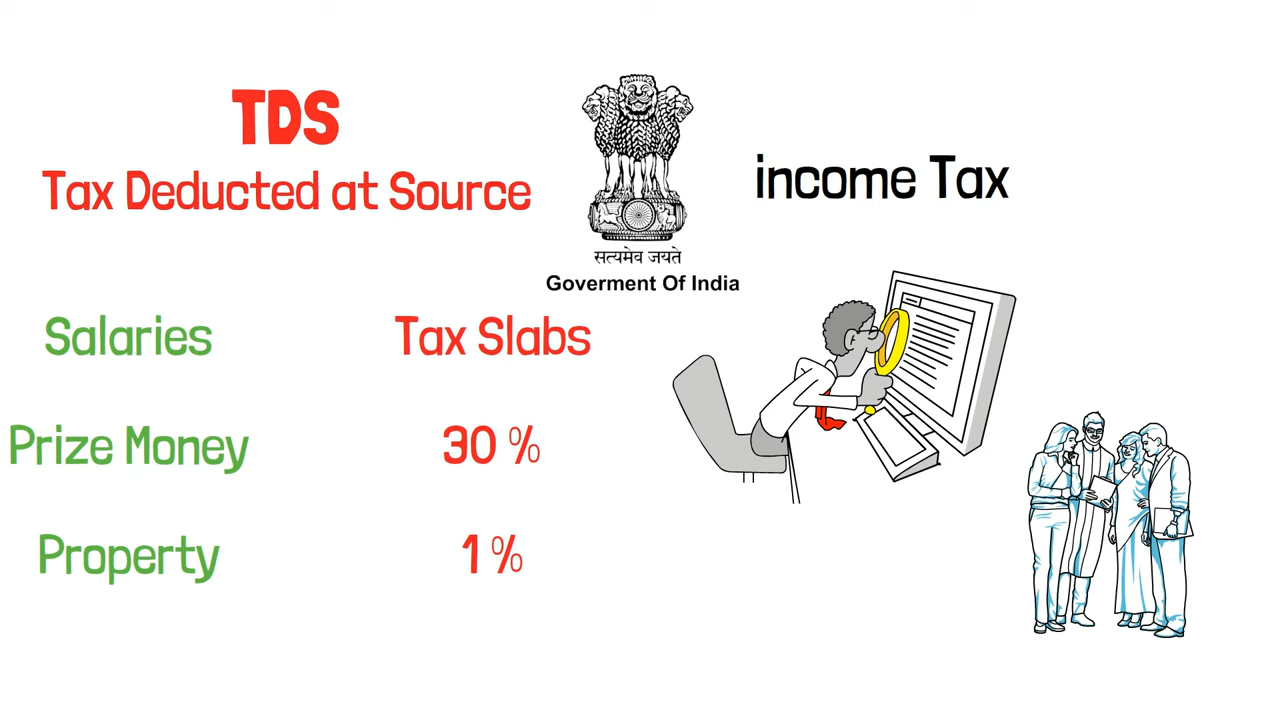 TDS
Tax Deducted at Source
सत्यमेव जयते
Goverment Of India
income Tax
Salaries
Tax Slabs
Prize Money
30 %
Property
1 %